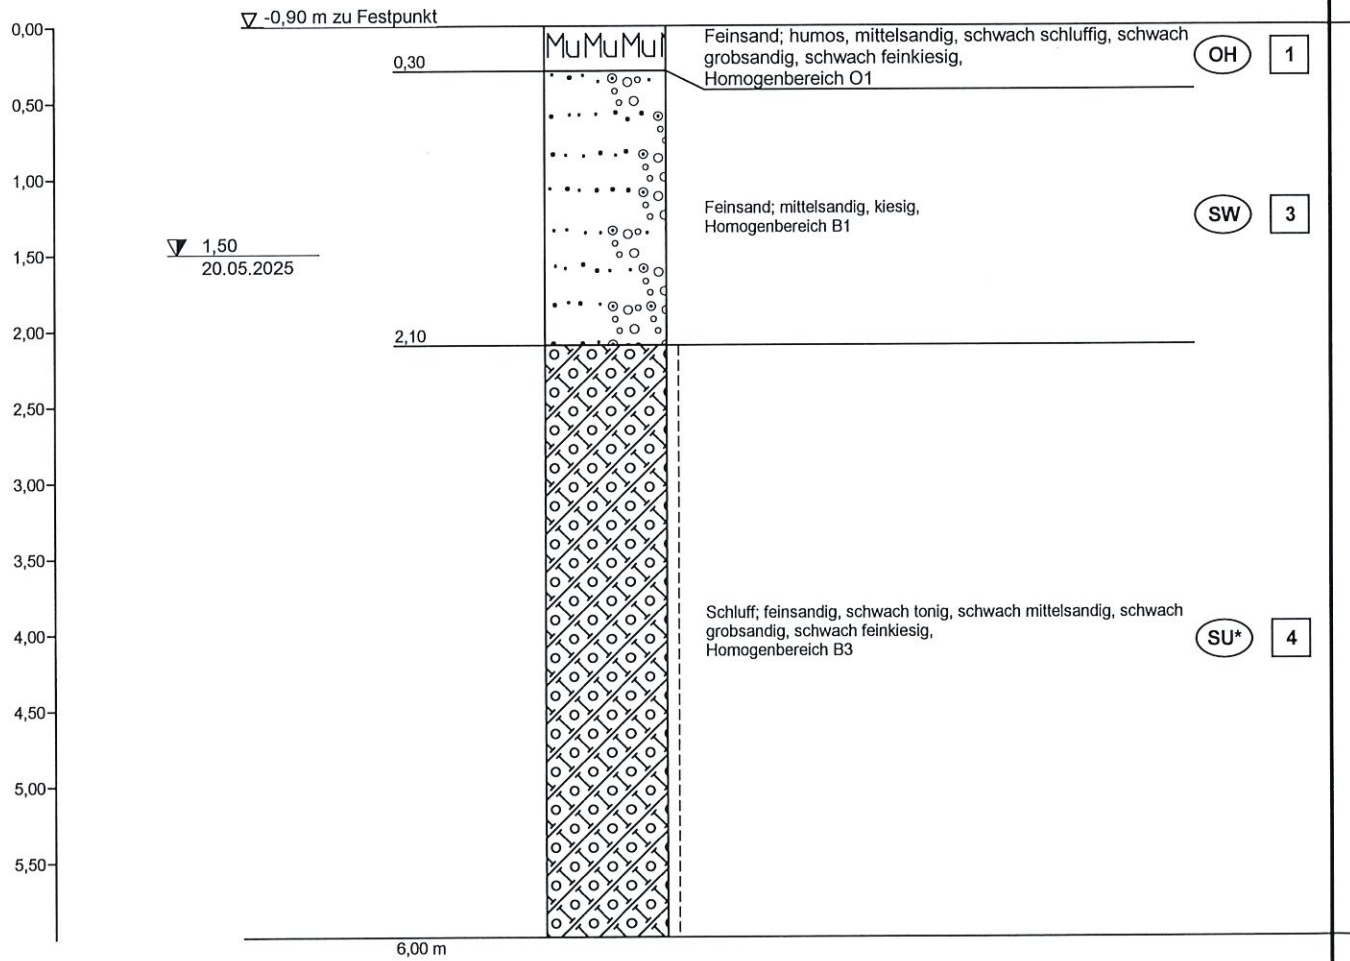 -0,90 m zu Festpunkt
0,00
MuMuMuM
Feinsand; humos, mittelsandig, schwach schluffig, schwach
grobsandig, schwach feinkiesig,
Homogenbereich O1
OH 1
0,30
0,50
1,00
Feinsand; mittelsandig, kiesig,
Homogenbereich B1
SW 3
1,50
20.05.2025
1,50
2,00
2,10
2,50
3,00
3,50
Schluff; feinsandig, schwach tonig, schwach mittelsandig, schwach
grobsandig, schwach feinkiesig,
Homogenbereich B3
SU* 4
4,00
4,50
5,00
5,50
6,00 m